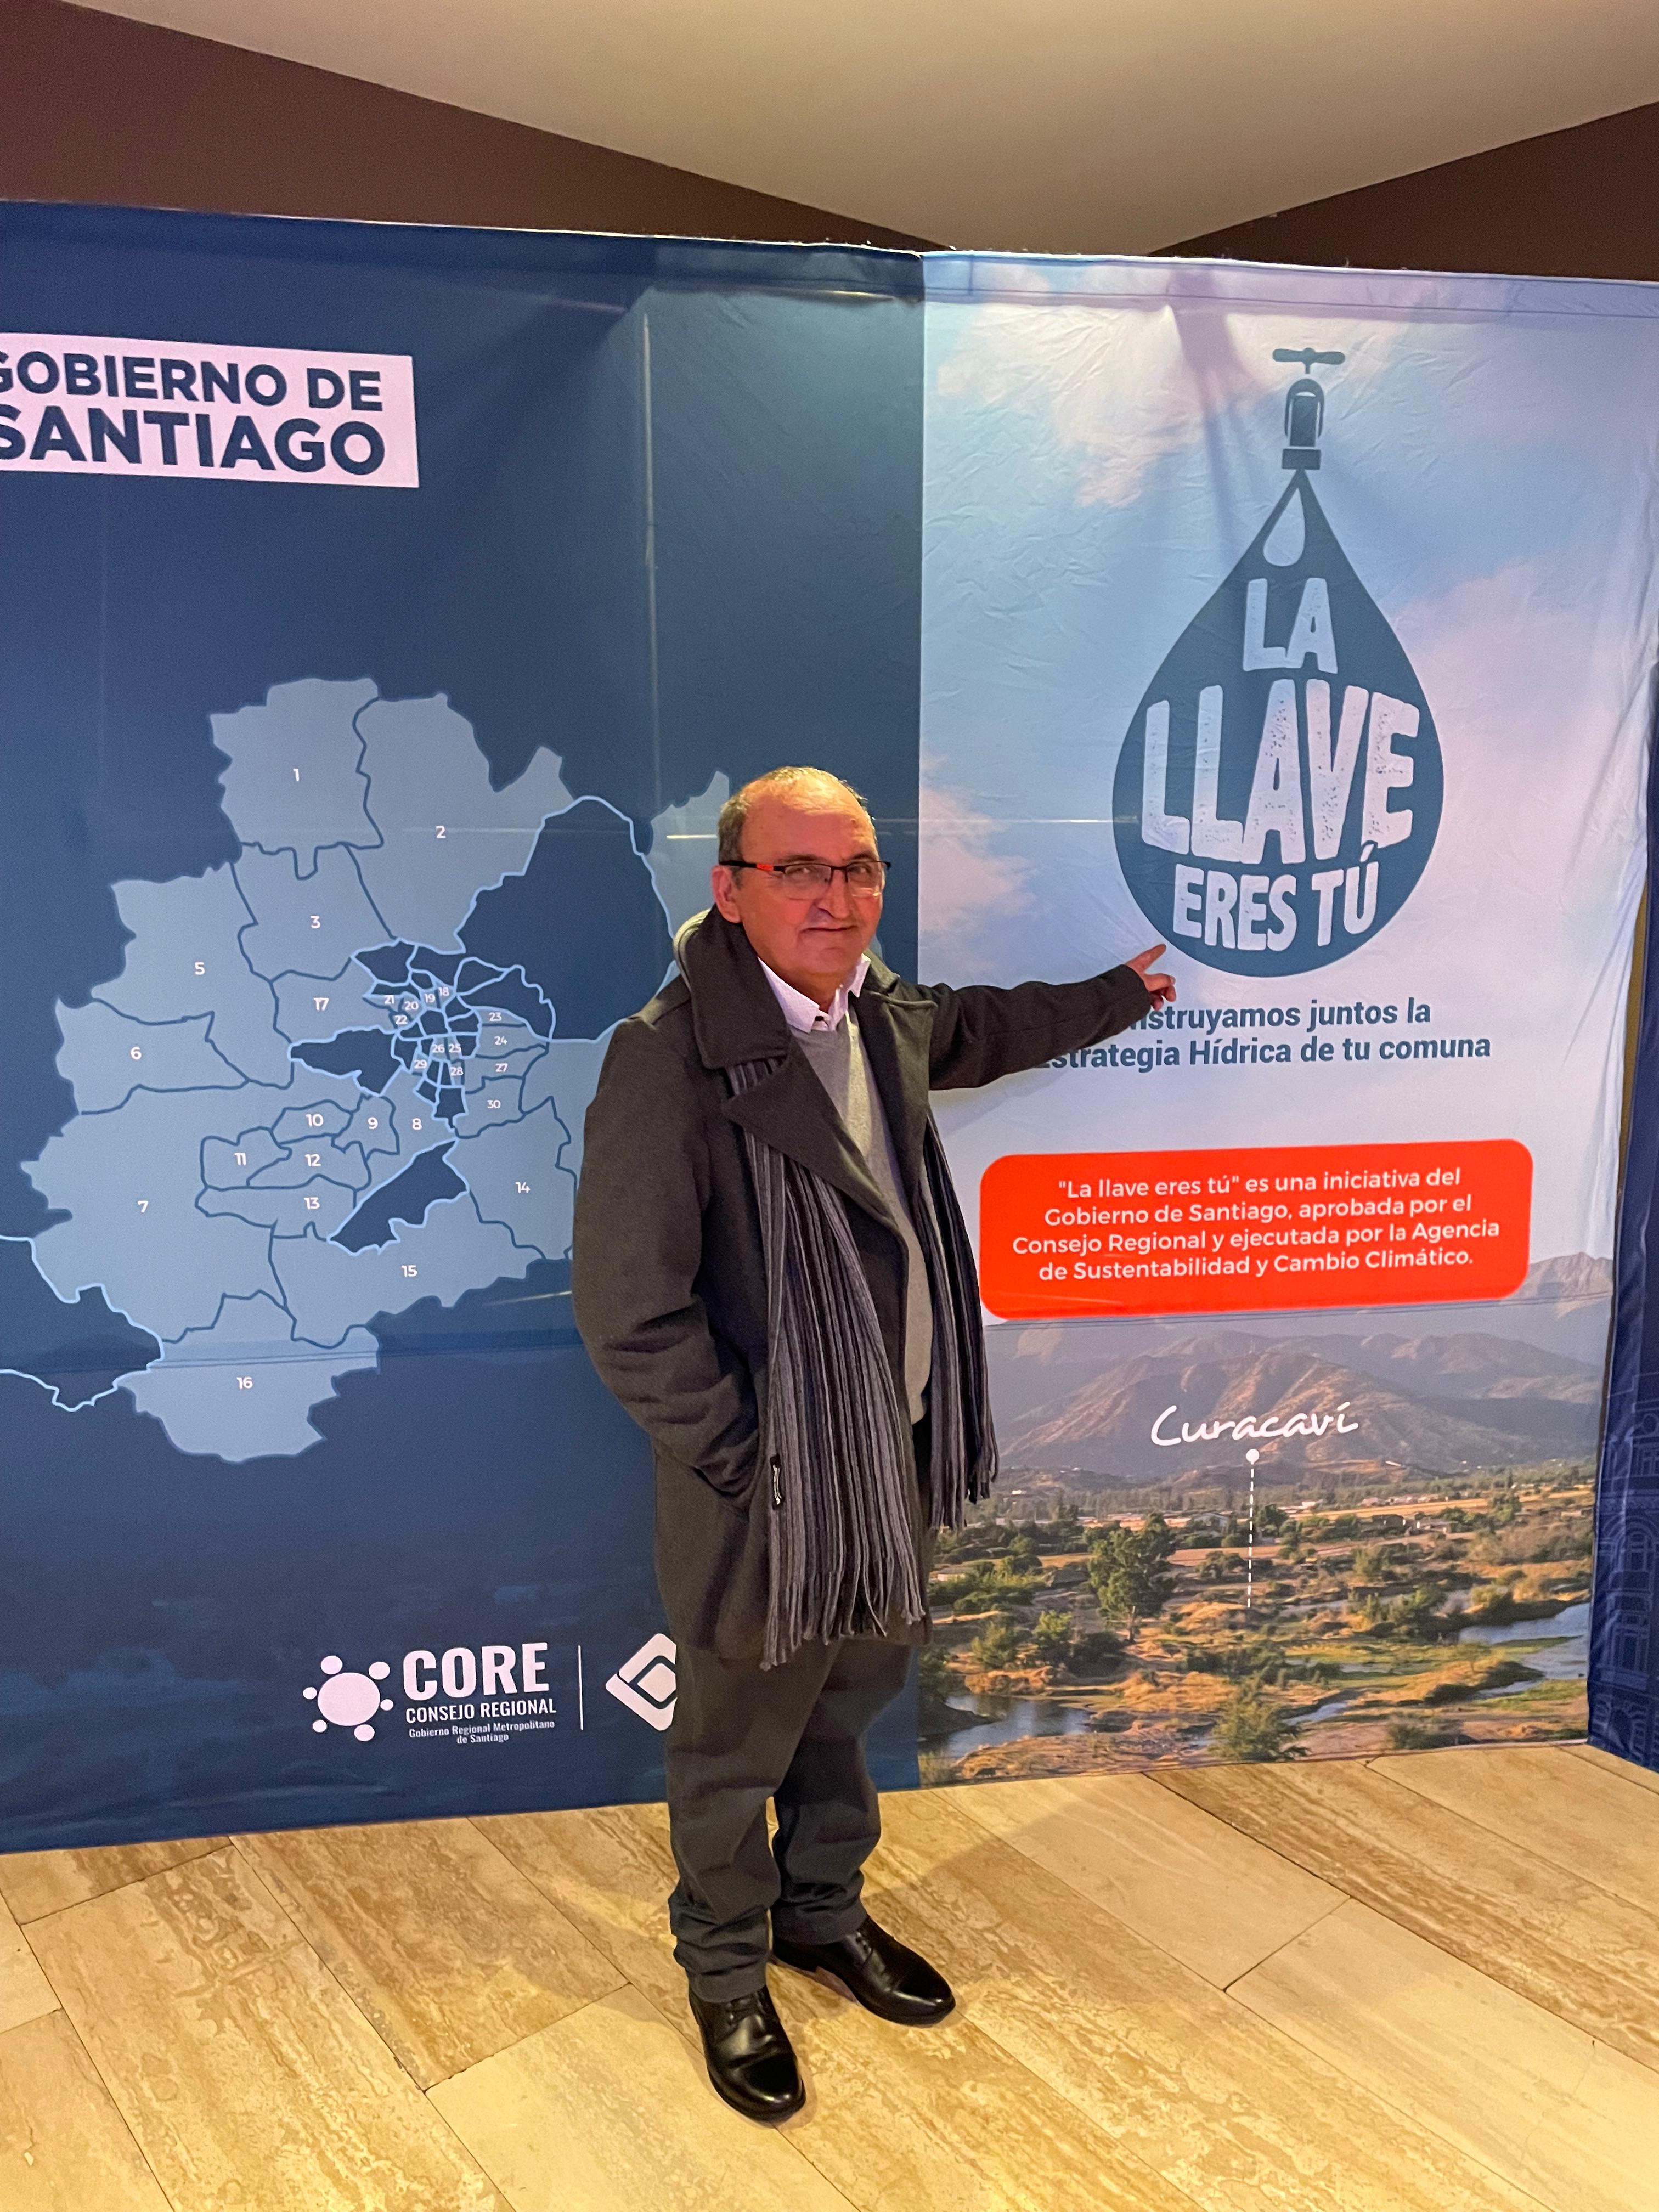 GOBIERNO DE
SANTIAGO
1
2
3
5
17
6
21
20
19
18
22
23
24
26
25
29
28
27
30
10
9
8
11
12
7
13
14
15
16
CORE
CONSEJO REGIONAL
Gobierno Regional Metropolitano
de Santiago
LA
LLAVE
ERES TÚ
juntos la
Hídrica de tu comuna
"La llave eres tú" es una iniciativa del
Gobierno de Santiago, aprobada por el
Consejo Regional y ejecutada por la Agencia
de Sustentabilidad y Cambio Climático.
Curacaví